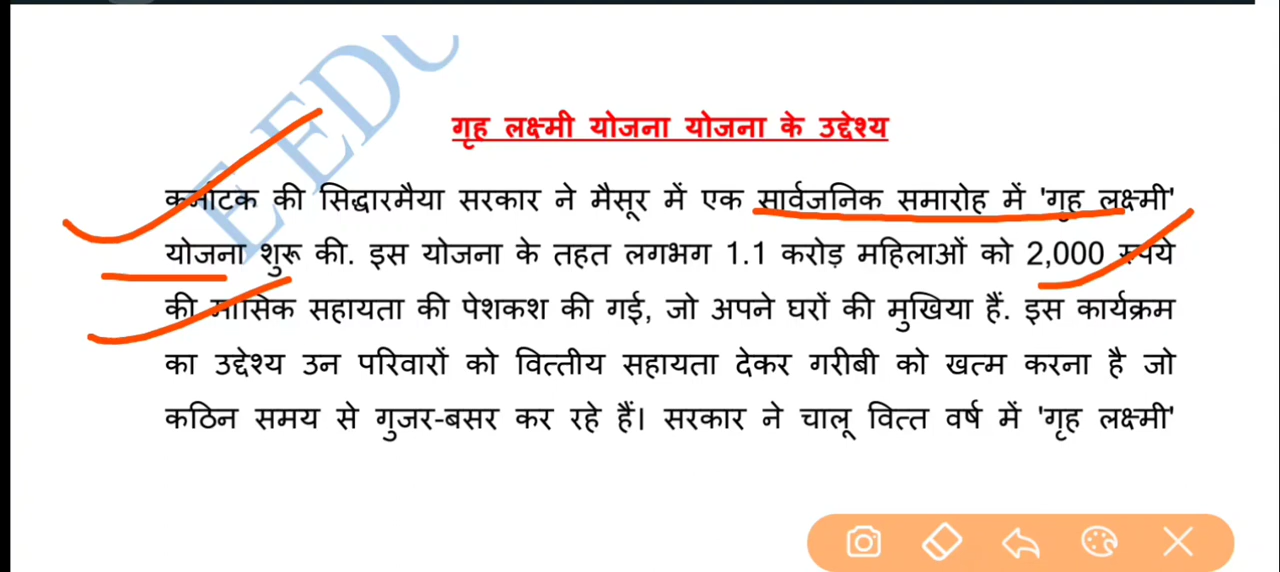 E EDU
गृह लक्ष्मी योजना योजना के उद्देश्य
कर्नाटक की सिद्धारमैया सरकार ने मैसूर में एक सार्वजनिक समारोह में 'गृह लक्ष्मी'
योजना शुरू की. इस योजना के तहत लगभग 1.1 करोड़ महिलाओं को 2,000 रुपये
की मासिक सहायता की पेशकश की गई, जो अपने घरों की मुखिया हैं. इस कार्यक्रम
का उद्देश्य उन परिवारों को वित्तीय सहायता देकर गरीबी को खत्म करना है जो
कठिन समय से गुजर-बसर कर रहे हैं। सरकार ने चालू वित्त वर्ष में 'गृह लक्ष्मी'